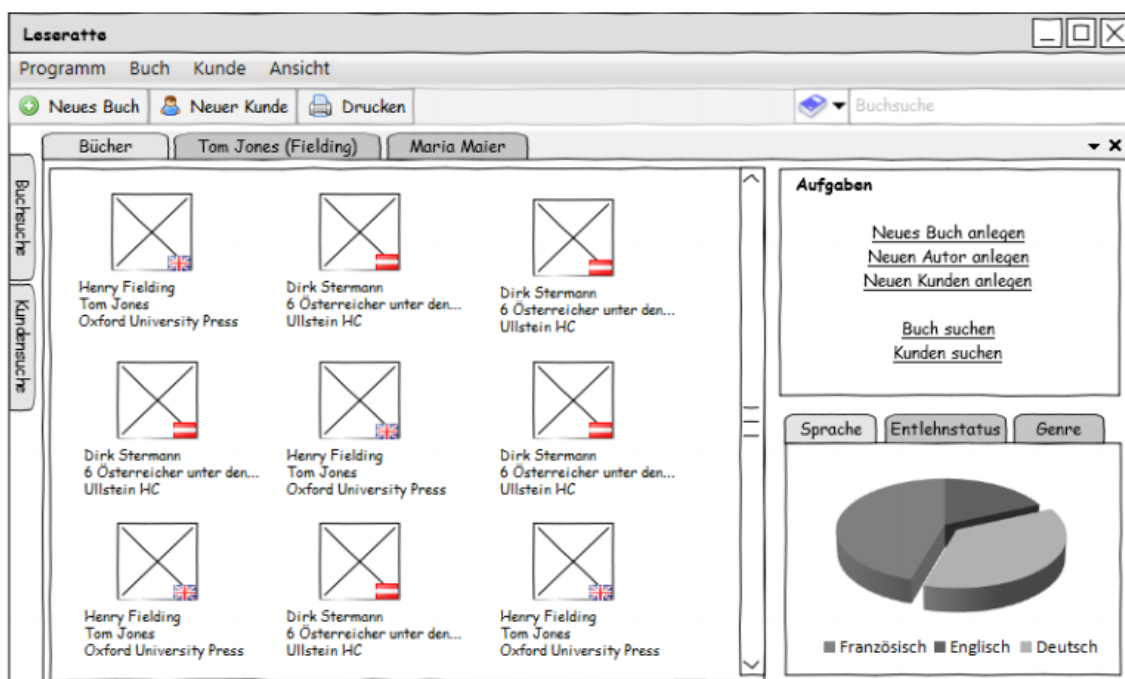 Leseratte
Programm Buch Kunde Ansicht
Neues Buch Neuer Kunde Drucken Buchsuche
Bücher Tom Jones (Fielding) Maria Maier
Buchsuche
Kundensuche
Henry Fielding
Tom Jones
Oxford University Press
Dirk Stermann
6 Österreicher unter den...
Ullstein HC
Dirk Stermann
6 Österreicher unter den...
Ullstein HC
Dirk Stermann
6 Österreicher unter den...
Ullstein HC
Henry Fielding
Tom Jones
Oxford University Press
Dirk Stermann
6 Österreicher unter den...
Ullstein HC
Henry Fielding
Tom Jones
Oxford University Press
Dirk Stermann
6 Österreicher unter den...
Ullstein HC
Henry Fielding
Tom Jones
Oxford University Press
Aufgaben
Neues Buch anlegen
Neuen Autor anlegen
Neuen Kunden anlegen
Buch suchen
Kunden suchen
Sprache Entlehnstatus Genre
Französisch Englisch Deutsch